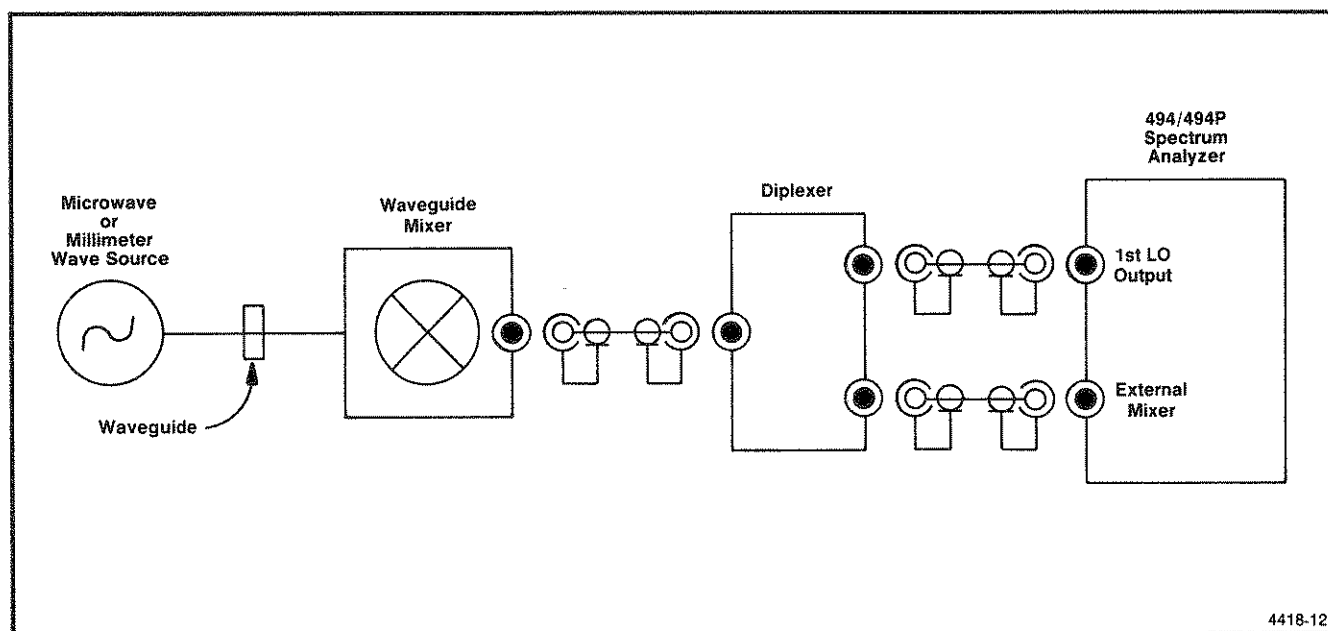 494/494P
Spectrum
Analyzer
Microwave
or
Millimeter
Wave Source
Waveguide
Mixer
Diplexer
1st LO
Output
External
Mixer
Waveguide
4418-12